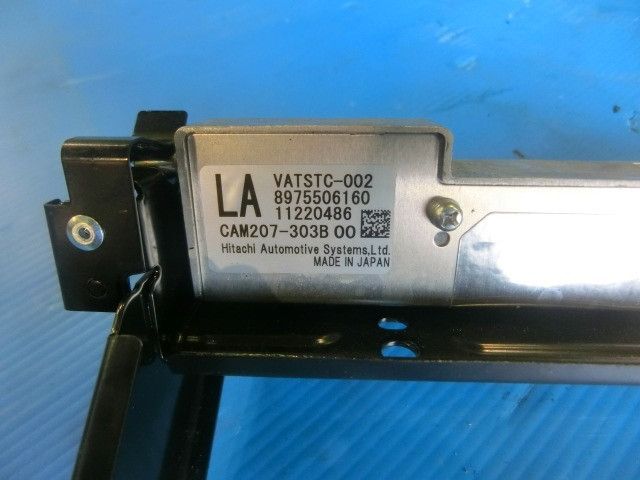 LA VATSTC-002
8975506160
11220486
CAM207-303B 00
Hitachi Automotive Systems,Ltd.
MADE IN JAPAN